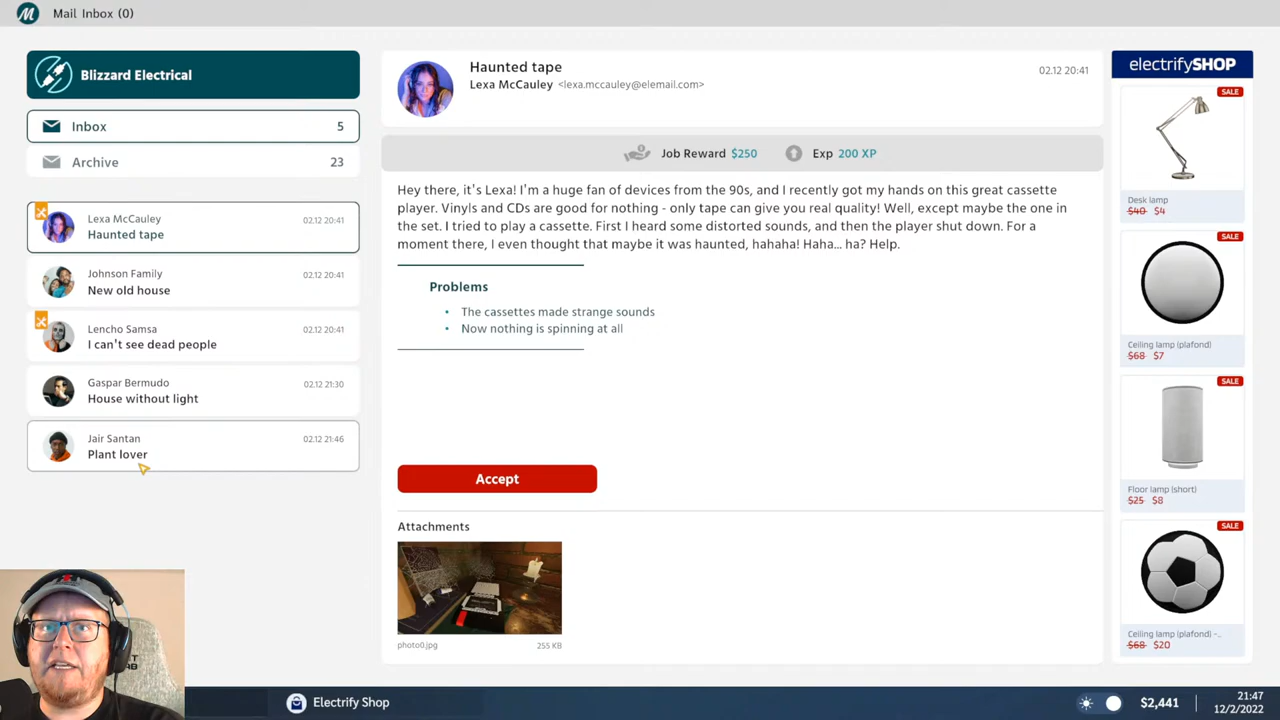 Mail Inbox (0)
Blizzard Electrical
Inbox 5
Archive 23
Lexa McCauley 02.12 20:41
Haunted tape
Johnson Family 02.12 20:41
New old house
Lencho Samsa 02.12 20:41
I can't see dead people
Gaspar Bermudo 02.12 21:30
House without light
Jair Santan 02.12 21:46
Plant lover
Haunted tape 02.12 20:41
Lexa McCauley <lexa.mccauley@elemail.com>
Job Reward $250 Exp 200 XP
Hey there, it's Lexa! I'm a huge fan of devices from the 90s, and I recently got my hands on this great cassette
player. Vinyls and CDs are good for nothing - only tape can give you real quality! Well, except maybe the one in
the set. I tried to play a cassette. First I heard some distorted sounds, and then the player shut down. For a
moment there, I even thought that maybe it was haunted, hahaha! Haha... ha? Help.
Problems
• The cassettes made strange sounds
• Now nothing is spinning at all
Accept
Attachments
photo0.jpg 255 KB
electrifySHOP
SALE
Desk lamp
$40 $4
SALE
Ceiling lamp (plafond)
$68 $7
SALE
Floor lamp (short)
$25 $8
SALE
Ceiling lamp (plafond) -...
$68 $20
Electrify Shop
$2,441
21:47
12/2/2022